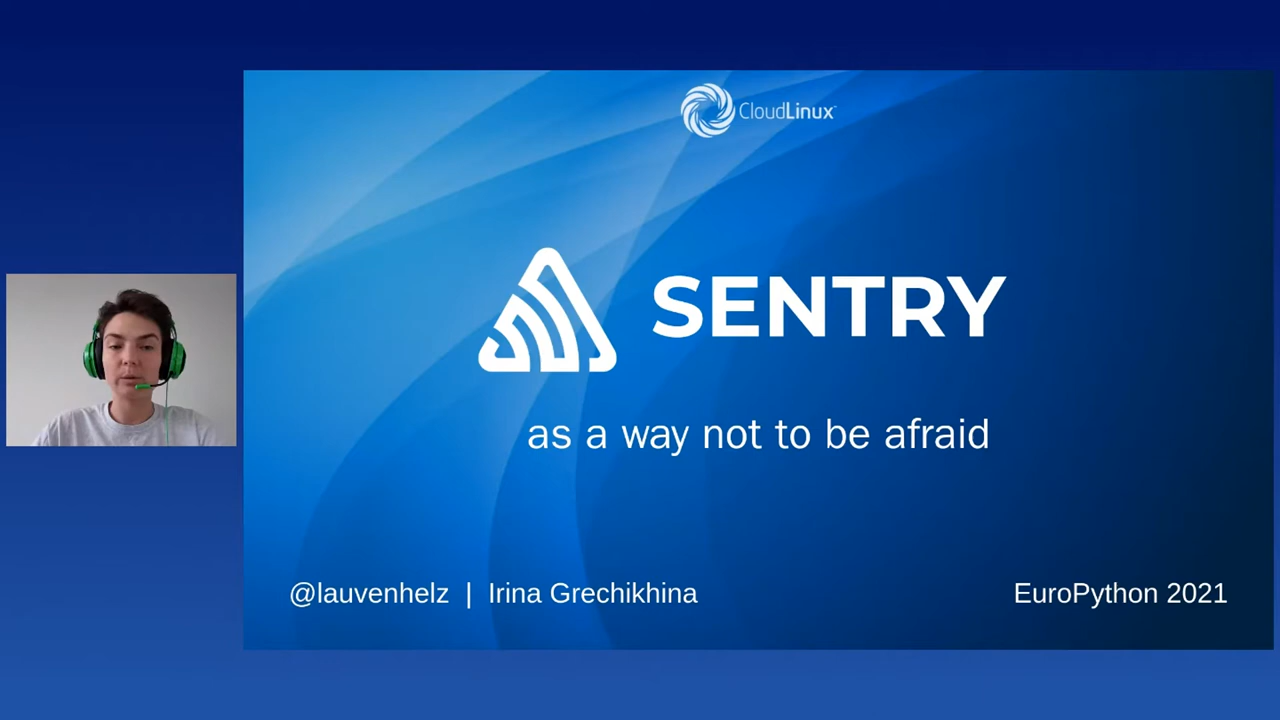 CloudLinux
SENTRY
as a way not to be afraid
@lauvenhelz | Irina Grechikhina
EuroPython 2021